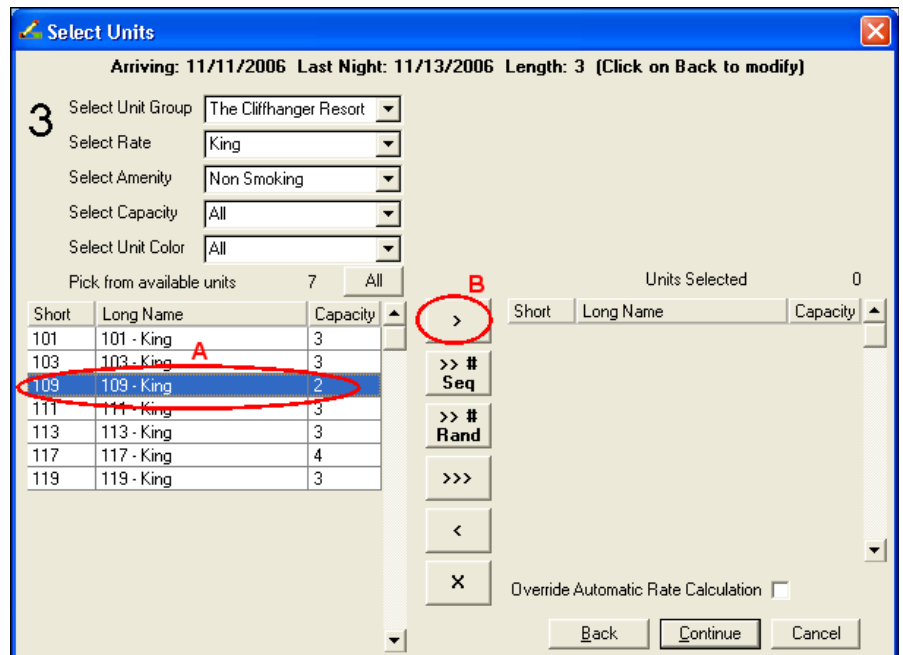 Select Units
Arriving: 11/11/2006 Last Night: 11/13/2006 Length: 3 (Click on Back to modify)
3
Select Unit Group The Cliffhanger Resort
Select Rate King
Select Amenity Non Smoking
Select Capacity All
Select Unit Color All
Pick from available units 7 All
Short Long Name Capacity
101 101 - King 3
103 103 - King 3
A
109 109 - King 2
111 111 - King 3
113 113 - King 3
117 117 - King 4
119 119 - King 3
B
>
>> #
Seq
>> #
Rand
>>>
<
X
Units Selected 0
Short Long Name Capacity
Override Automatic Rate Calculation
Back Continue Cancel